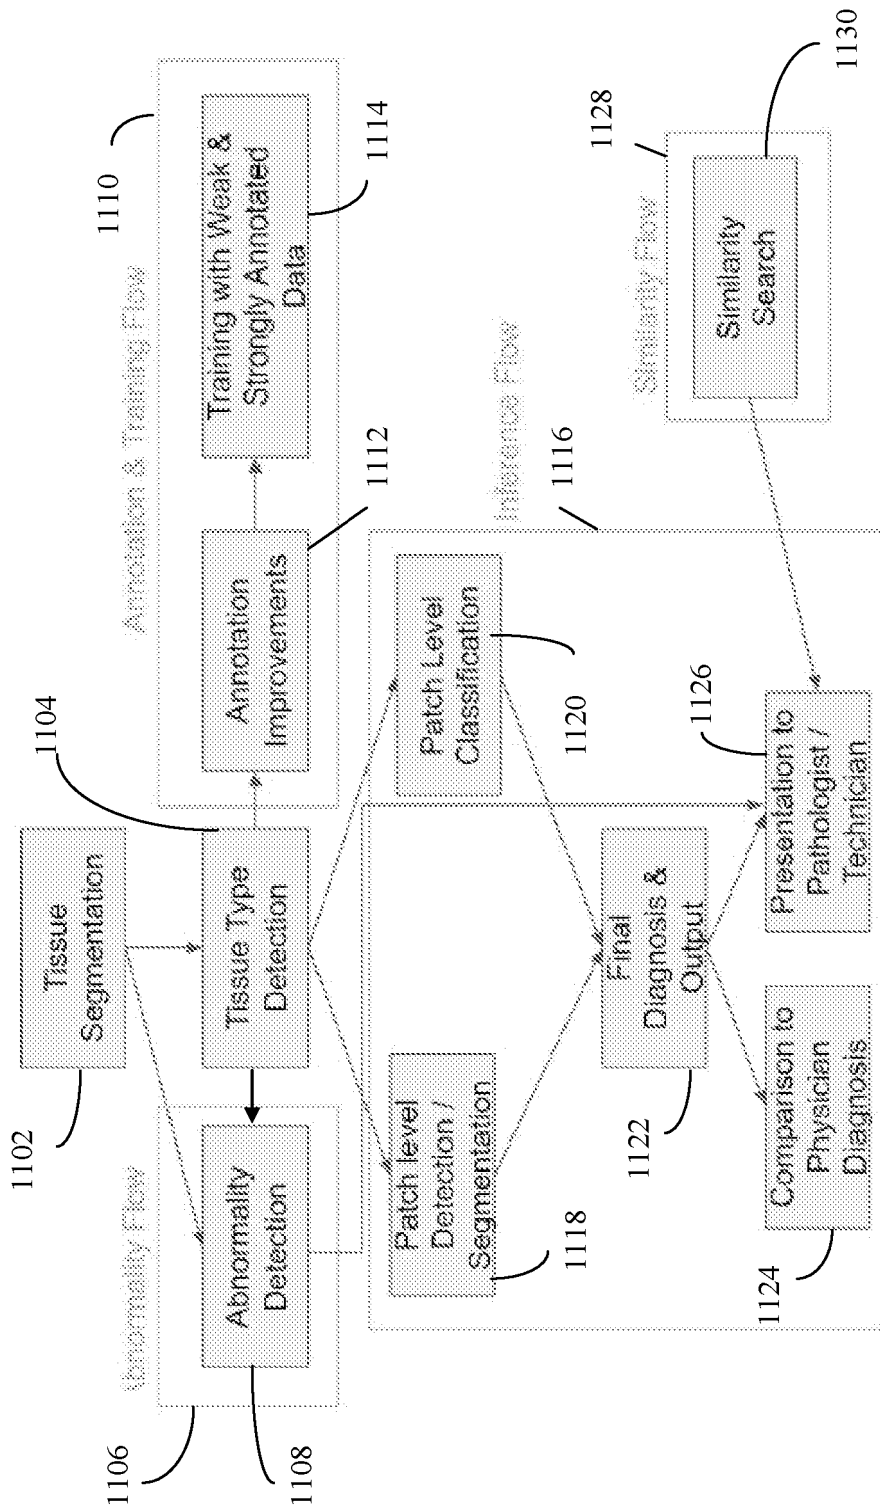 Tissue
Segmentation
1102
1104
Tissue Type
Detection
Abnormality Flow
1106
Abnormality
Detection
1108
Annotation & Training Flow
1110
Annotation
Improvements
1112
Training with Weak &
Strongly Annotated
Data
1114
Inference Flow
1116
Patch level
Detection /
Segmentation
1118
Patch Level
Classification
1120
Final
Diagnosis &
Output
1122
Comparison to
Physician
Diagnosis
1124
Presentation to
Pathologist /
Technician
1126
Similarity Flow
1128
Similarity
Search
1130